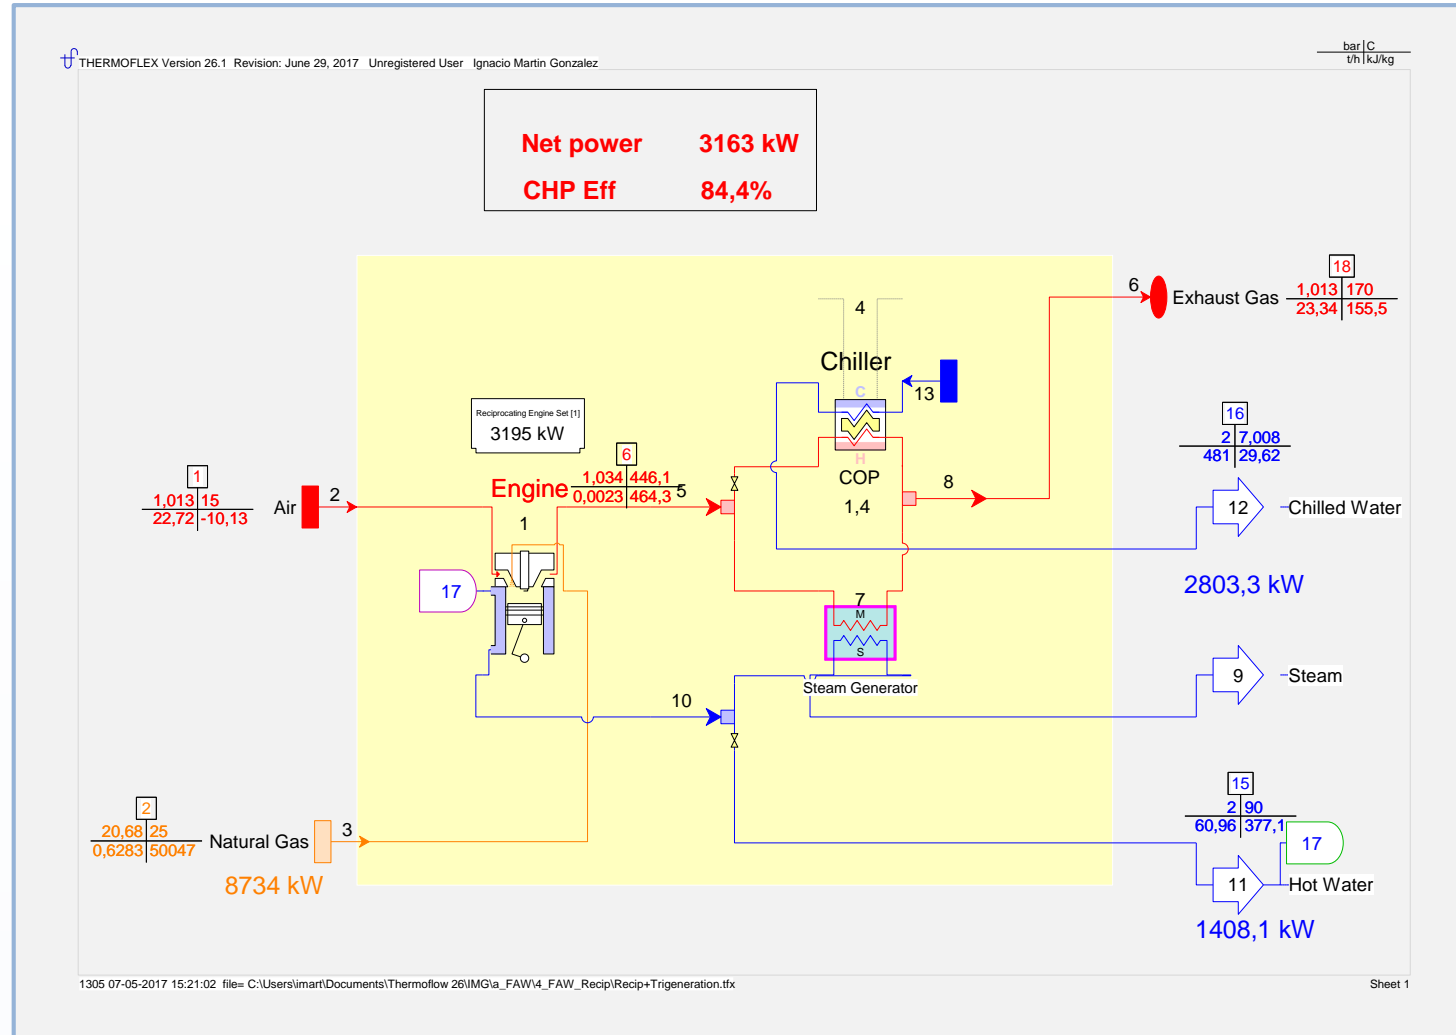 bar C
t/h kJ/kg
THERMOFLEX Version 26.1 Revision: June 29, 2017 Unregistered User Ignacio Martin Gonzalez
Net power 3163 kW
CHP Eff 84,4%
6
Exhaust Gas
18
1,013 170
23,34 155,5
4
Chiller
C
13
H
COP
1,4
Reciprocating Engine Set [1]
3195 kW
6
1,034 446,1
0,0023 464,3
5
Engine
1
1
1,013 15
22,72 -10,13
Air
2
8
16
2 7,008
481 29,62
12
Chilled Water
2803,3 kW
17
7
M
S
Steam Generator
9
Steam
10
15
2 90
60,96 377,1
17
11
Hot Water
1408,1 kW
2
20,68 25
0,6283 50047
Natural Gas
3
8734 kW
1305 07-05-2017 15:21:02 file= C:\Users\imart\Documents\Thermoflow 26\IMG\a_FAW\4_FAW_Recip\Recip+Trigeneration.tfx
Sheet 1